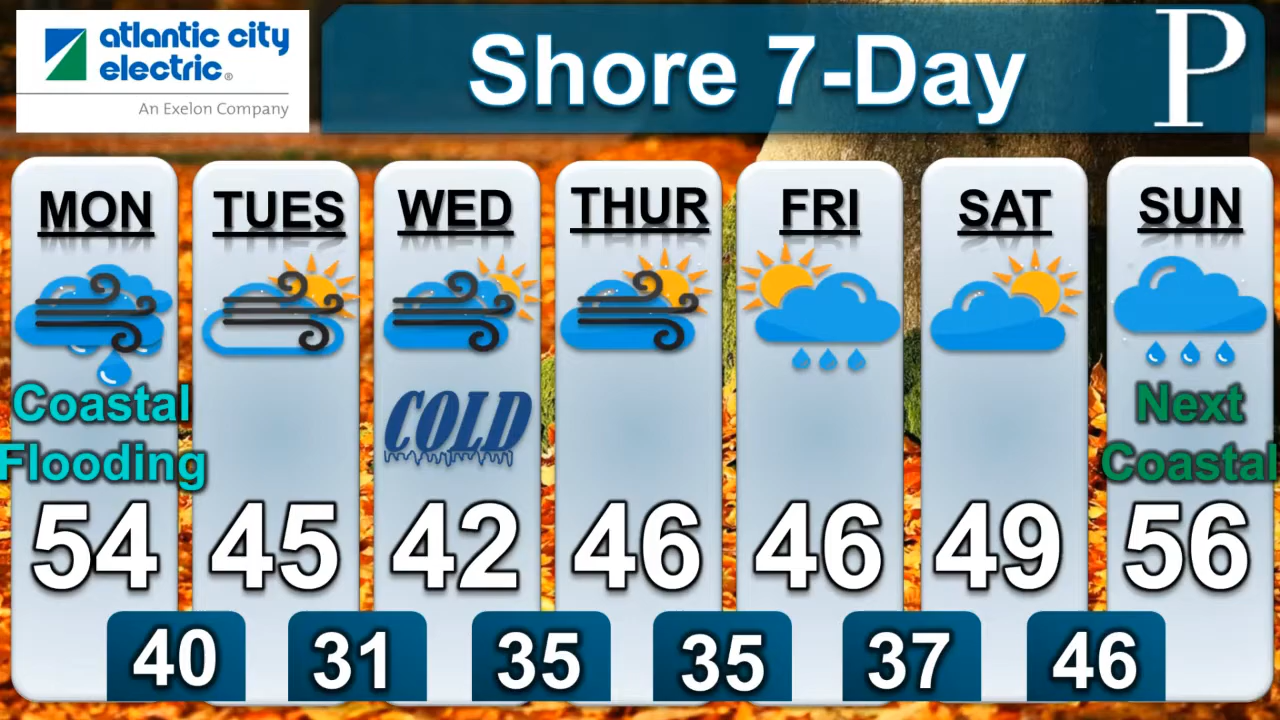 atlantic city
electric®
An Exelon Company
Shore 7-Day
P
MON
TUES
WED
THUR
FRI
SAT
SUN
Coastal
Flooding
COLD
Next
Coastal
54
45
42
46
46
49
56
40
31
35
35
37
46